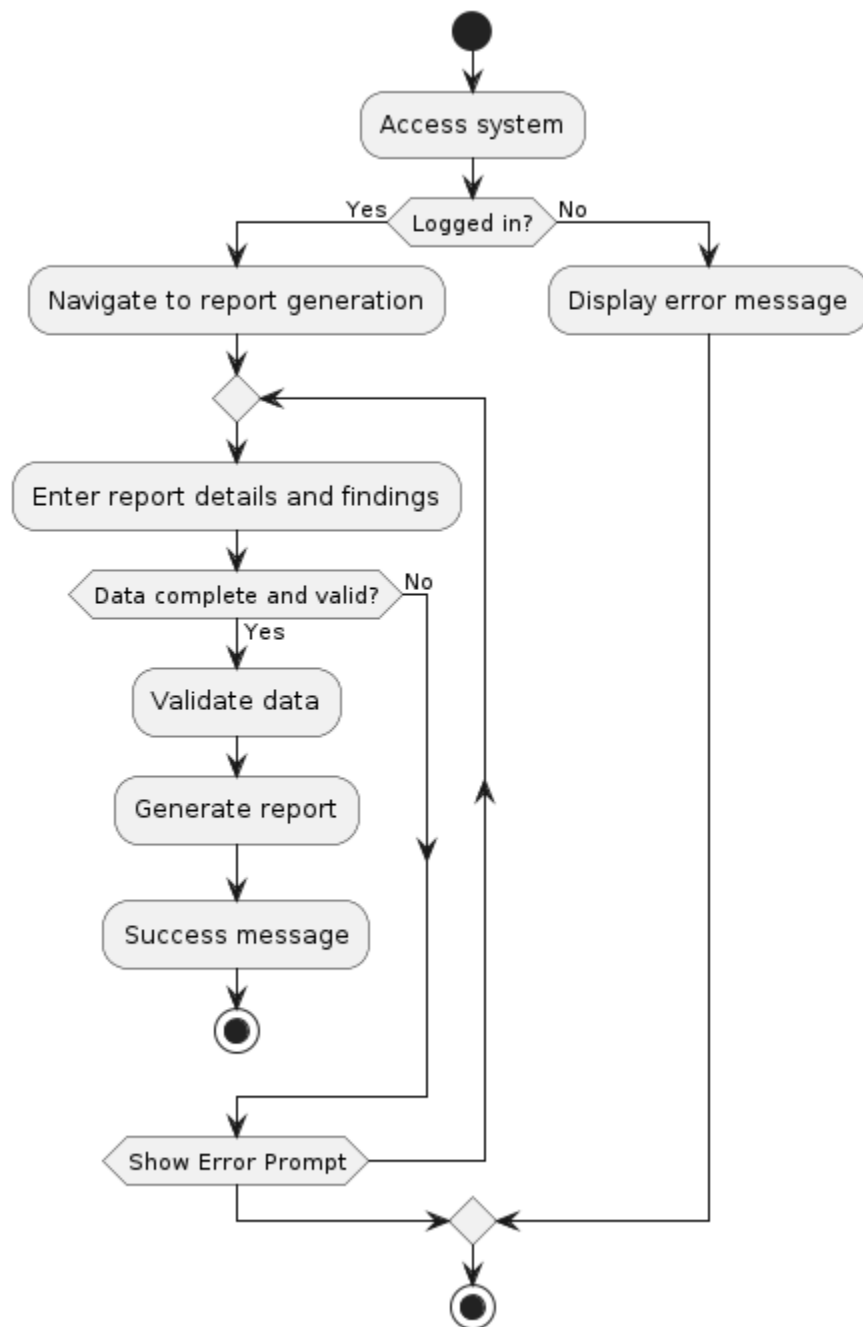 Access system
Yes
Logged in?
No
Navigate to report generation
Display error message
Enter report details and findings
Data complete and valid?
No
Yes
Validate data
Generate report
Success message
Show Error Prompt